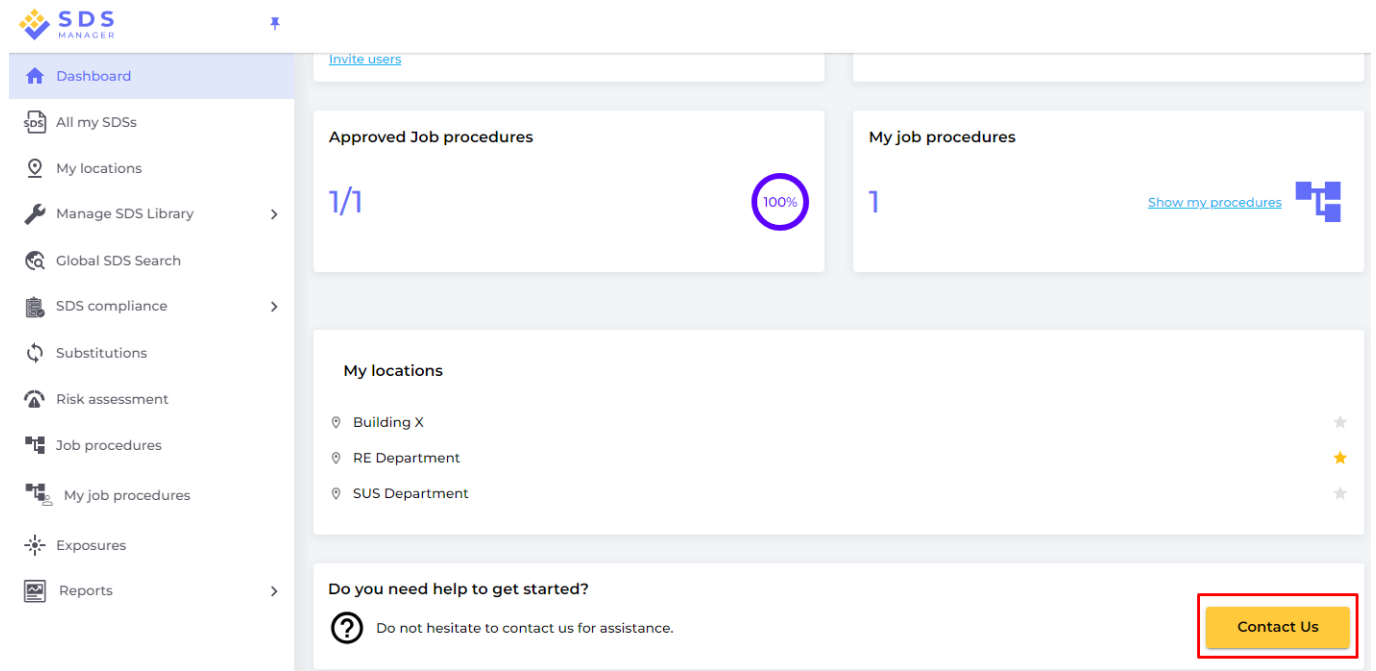 SDS
MANAGER
Dashboard
All my SDSs
My locations
Manage SDS Library
Global SDS Search
SDS compliance
Substitutions
Risk assessment
Job procedures
My job procedures
Exposures
Reports
Invite users
Approved Job procedures
1/1
100%
My job procedures
1
Show my procedures
My locations
Building X
RE Department
SUS Department
Do you need help to get started?
Do not hesitate to contact us for assistance.
Contact Us